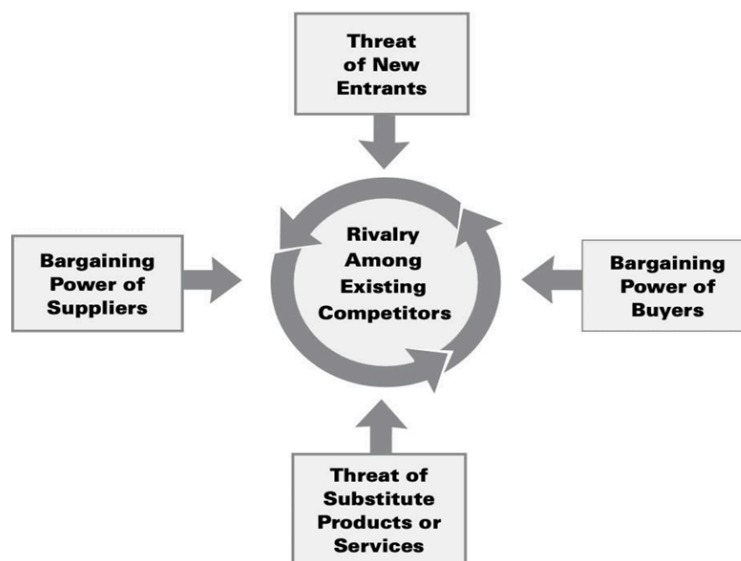 Threat
of New
Entrants
Bargaining
Power of
Suppliers
Rivalry
Among
Existing
Competitors
Bargaining
Power of
Buyers
Threat of
Substitute
Products or
Services